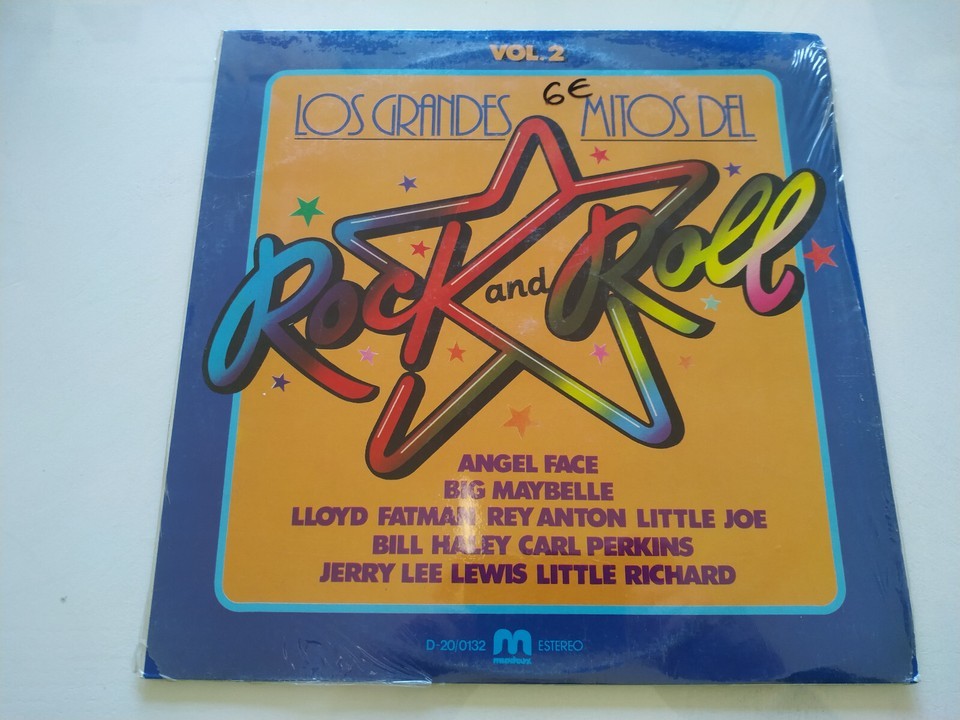 VOL. 2
6€
LOS GRANDES MITOS DEL
Rock and Roll
ANGEL FACE
BIG MAYBELLE
LLOYD FATMAN REY ANTON LITTLE JOE
BILL HALEY CARL PERKINS
JERRY LEE LEWIS LITTLE RICHARD
D-20/0132 M ESTEREO